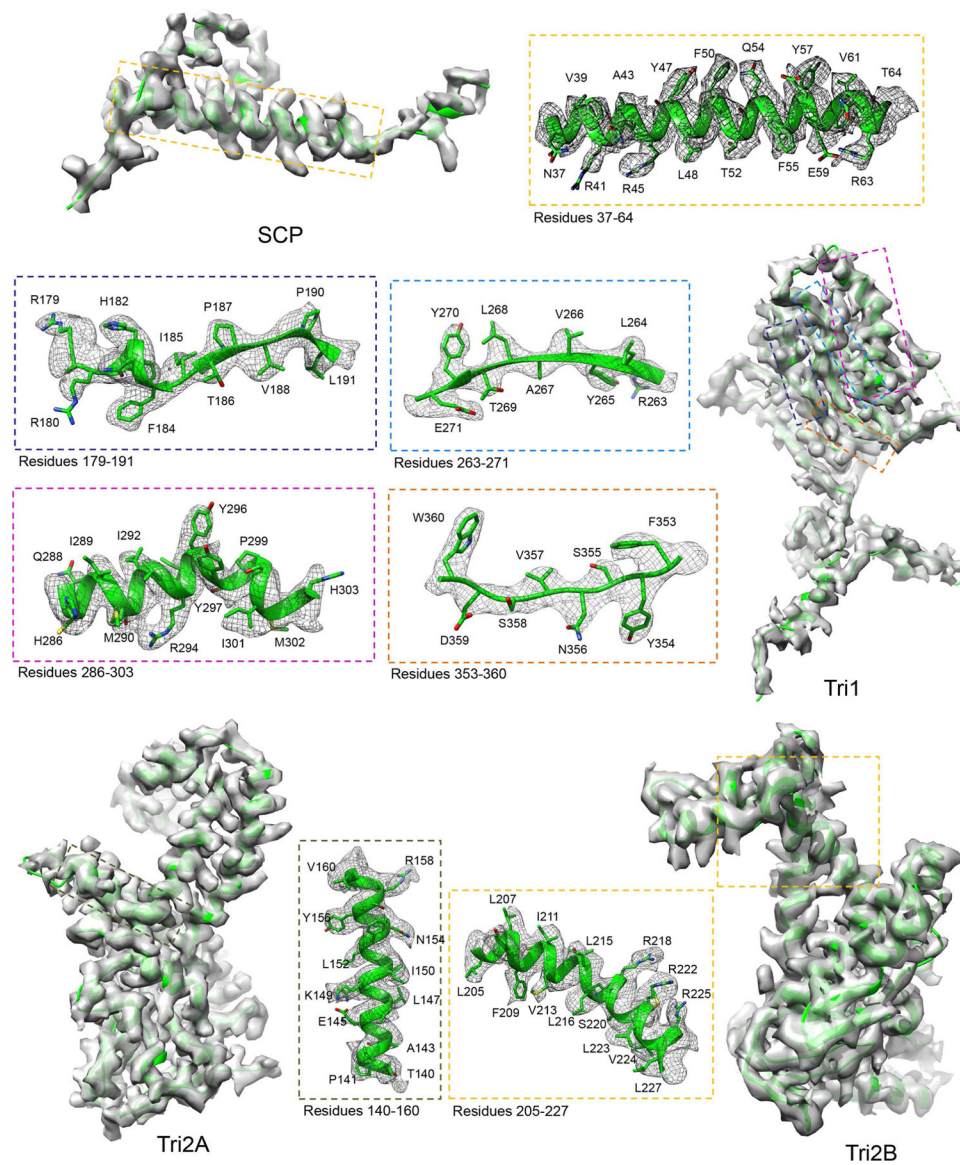 SCP
V39
A43
Y47
F50
Q54
Y57
V61
T64
N37
R41
R45
L48
T52
F55
E59
R63
Residues 37-64
R179
H182
P187
P190
I185
R180
F184
T186
V188
L191
Residues 179-191
Y270
L268
V266
L264
E271
T269
A267
Y265
R263
Residues 263-271
Q288
I289
I292
Y296
P299
H303
H286
M290
R294
Y297
I301
M302
Residues 286-303
W360
V357
S355
F353
D359
S358
N356
Y354
Residues 353-360
Tri1
V160
R158
Y156
N154
L152
I150
K149
L147
E145
A143
P141
T140
Residues 140-160
L207
I211
L215
R218
R222
R225
L205
F209
V213
L216
S220
L223
V224
L227
Residues 205-227
Tri2A
Tri2B